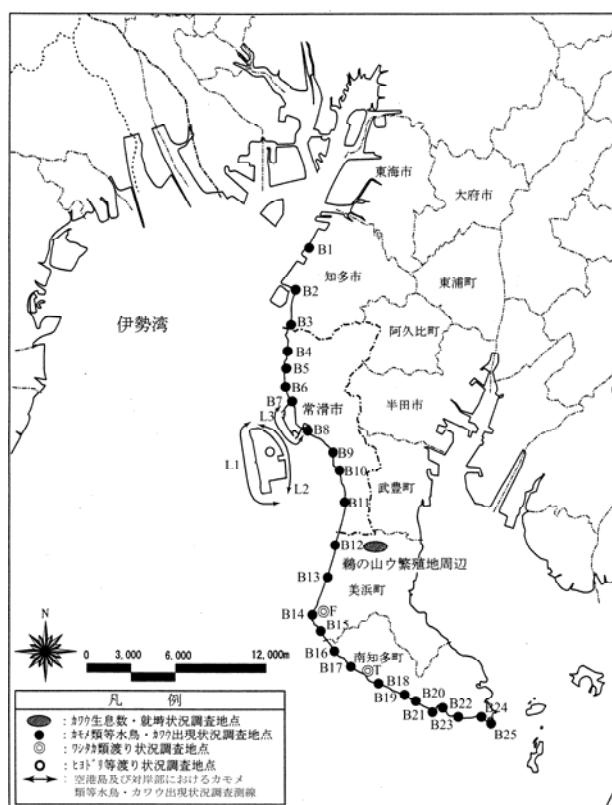 東海市
大府市
B1
知多市
東浦町
B2
伊勢湾
B3
阿久比町
B4
B5
B6
半田市
B7
常滑市
L3
B8
B9
L1
B10
武豊町
L2
B11
B12
鵜の山ウ繁殖地周辺
B13
美浜町
B14
F
B15
N
B16
南知多町
B17
T
0 3,000 6,000 12,000m
B18
B19
B20
B22
B24
B21
B23
B25
凡 例
: カワウ生息数・就塒状況調査地点
: カモメ類等水鳥・カワウ出現状況調査地点
: ワシタカ類渡り状況調査地点
: ヒヨドリ等渡り状況調査地点
: 空港島及び対岸部におけるカモメ
類等水鳥・カワウ出現状況調査測線